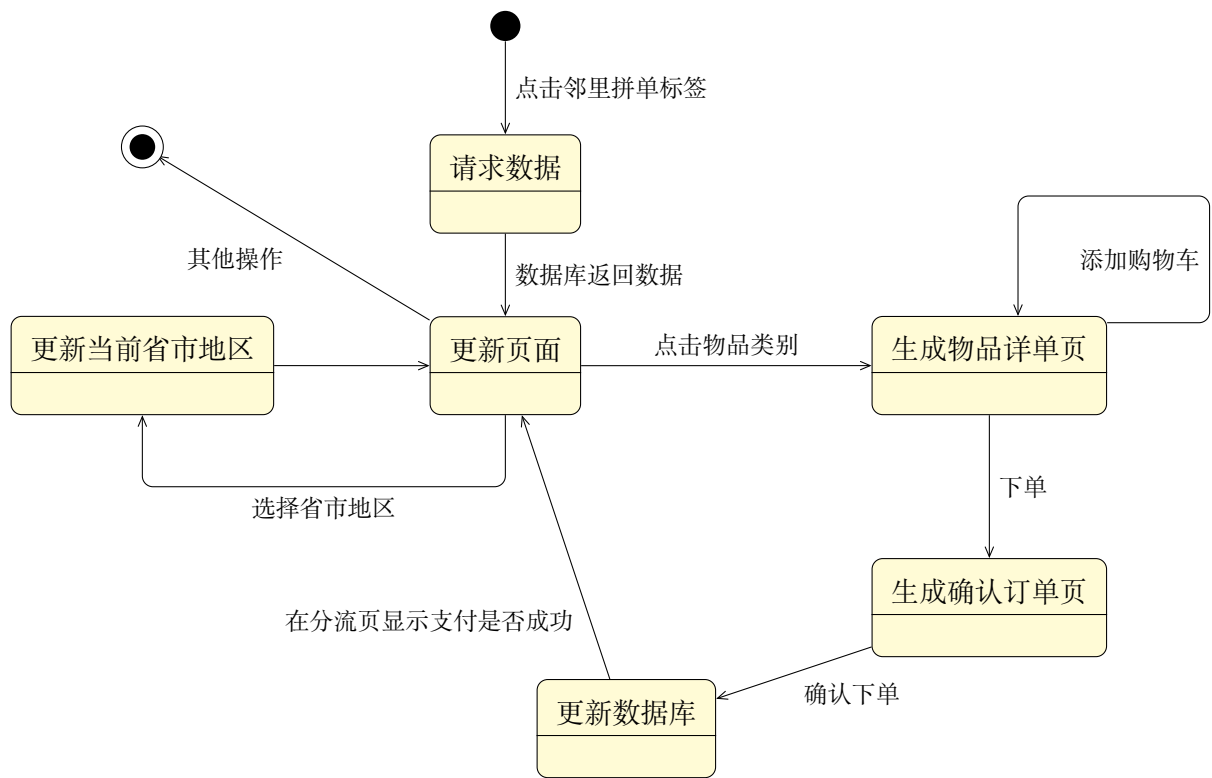 点击邻里拼单标签
请求数据
其他操作
数据库返回数据
添加购物车
更新当前省市地区
更新页面
点击物品类别
生成物品详单页
选择省市地区
下单
生成确认订单页
在分流页显示支付是否成功
确认下单
更新数据库